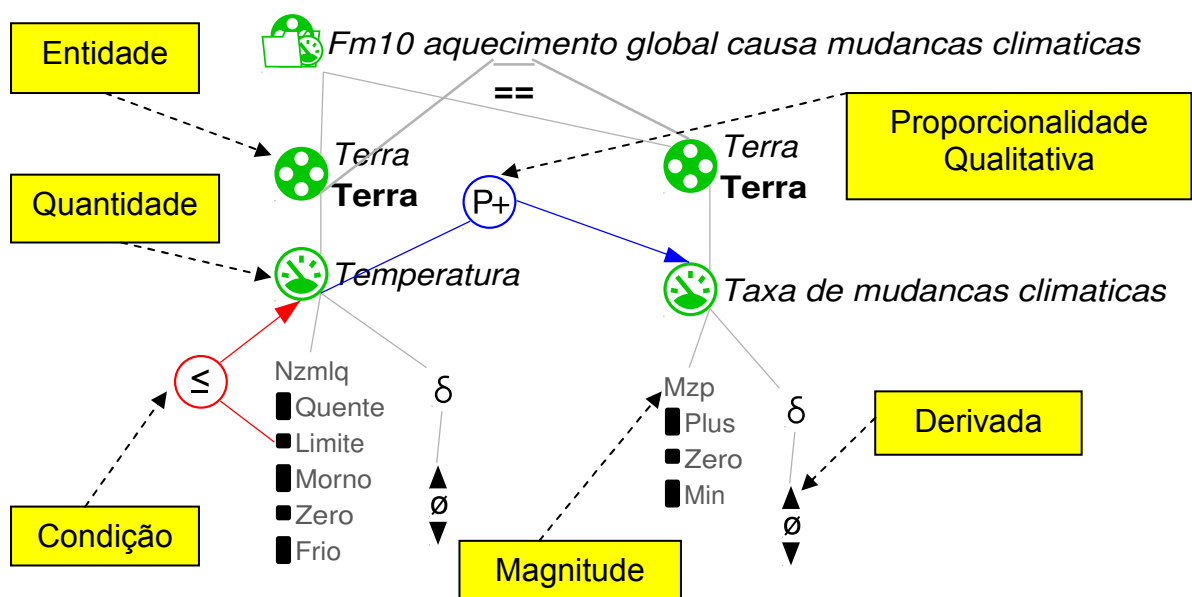 Entidade
Fm10 aquecimento global causa mudancas climaticas
==
Proporcionalidade
Qualitativa
Terra
Terra
Terra
Terra
Quantidade
P+
Temperatura
Taxa de mudancas climaticas
≤
Nzmlq
Quente
Limite
Morno
Zero
Frio
δ
ø
Mzp
Plus
Zero
Min
δ
ø
Derivada
Condição
Magnitude